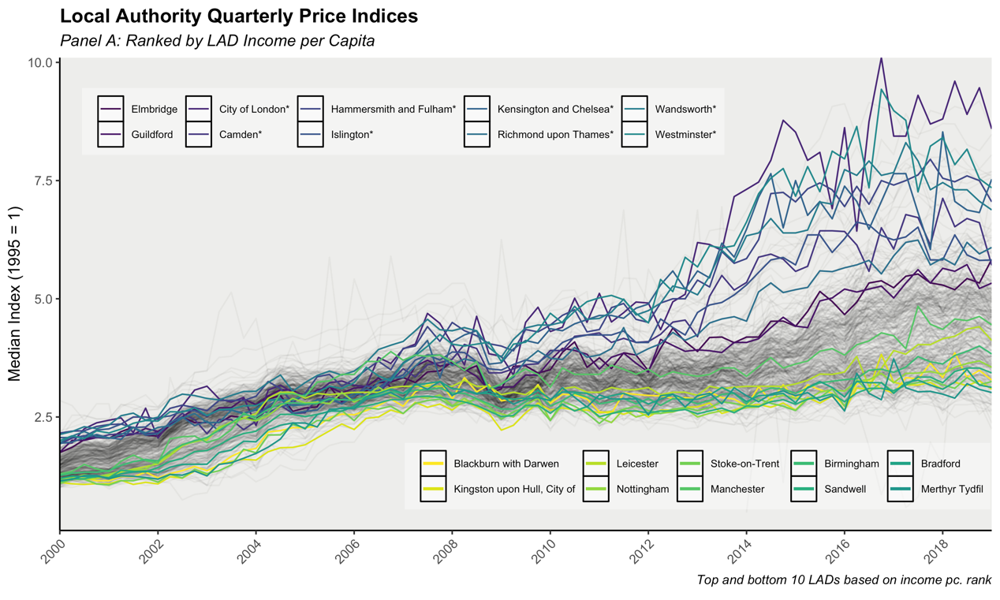 Local Authority Quarterly Price Indices
Panel A: Ranked by LAD Income per Capita
Median Index (1995 = 1)
10.0
7.5
5.0
2.5
Elmbridge City of London* Hammersmith and Fulham* Kensington and Chelsea* Wandsworth*
Guildford Camden* Islington* Richmond upon Thames* Westminster*
Blackburn with Darwen Leicester Stoke-on-Trent Birmingham Bradford
Kingston upon Hull, City of Nottingham Manchester Sandwell Merthyr Tydfil
2000 2002 2004 2006 2008 2010 2012 2014 2016 2018
Top and bottom 10 LADs based on income pc. rank